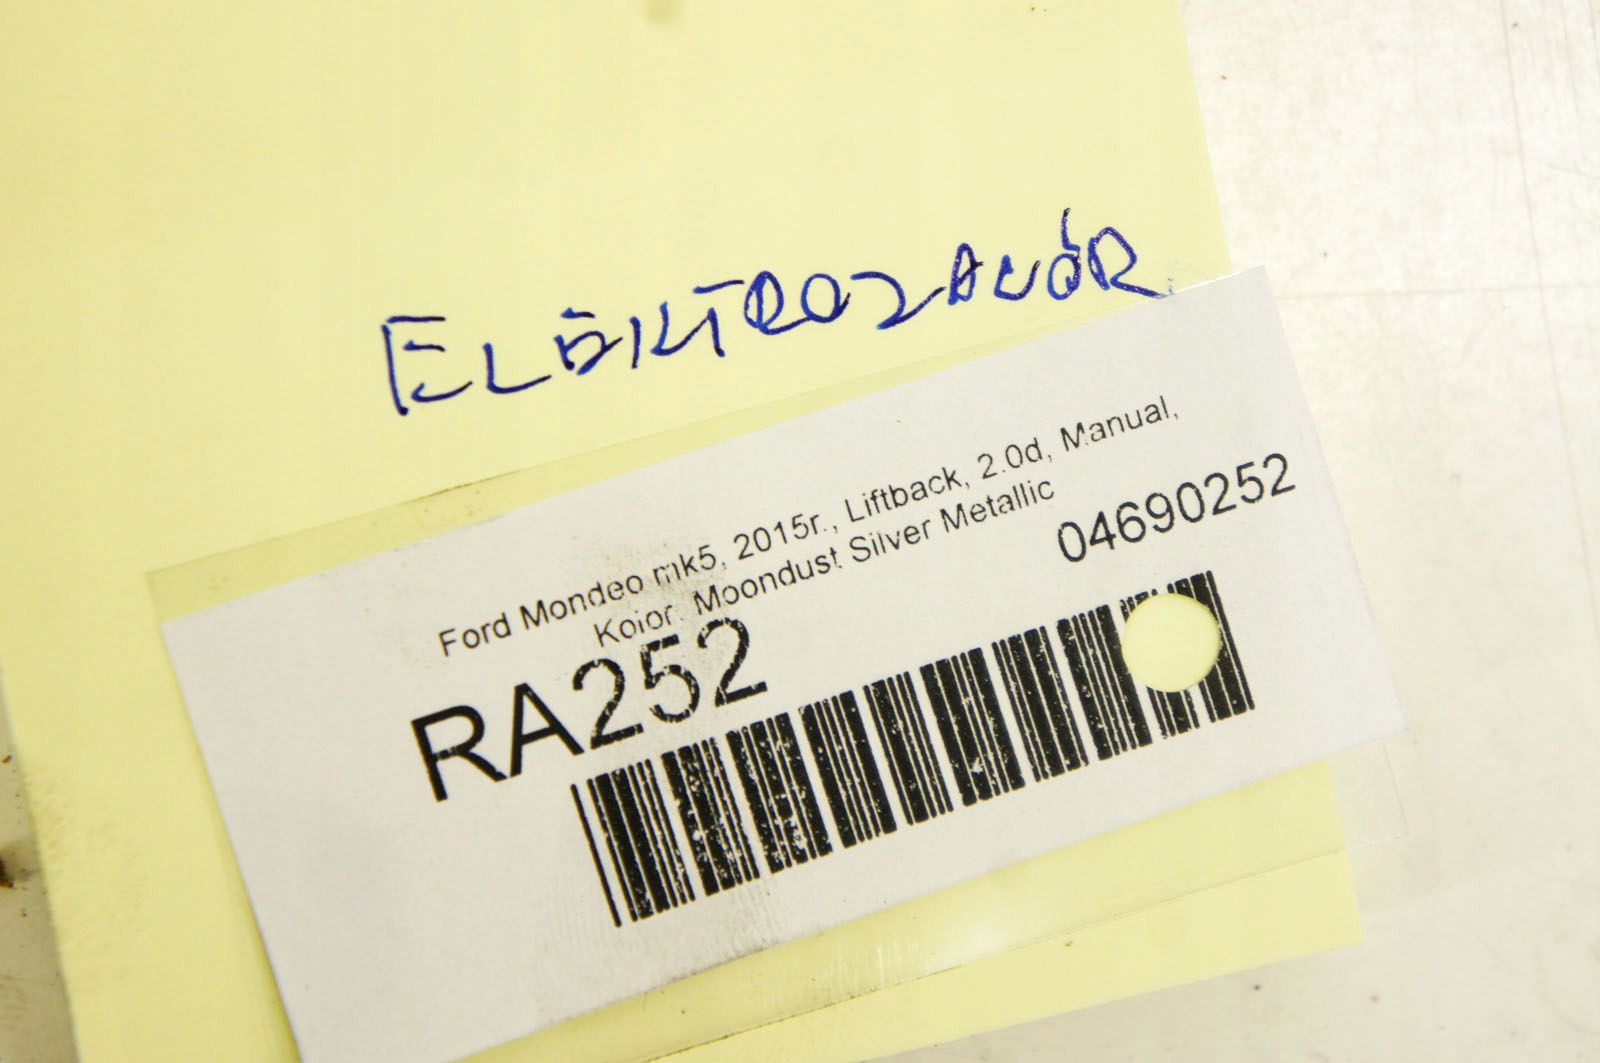 ELEKTROZAWÓR
Ford Mondeo mk5, 2015r., Liftback, 2.0d, Manual,
Kolor: Moondust Silver Metallic
04690252
RA252